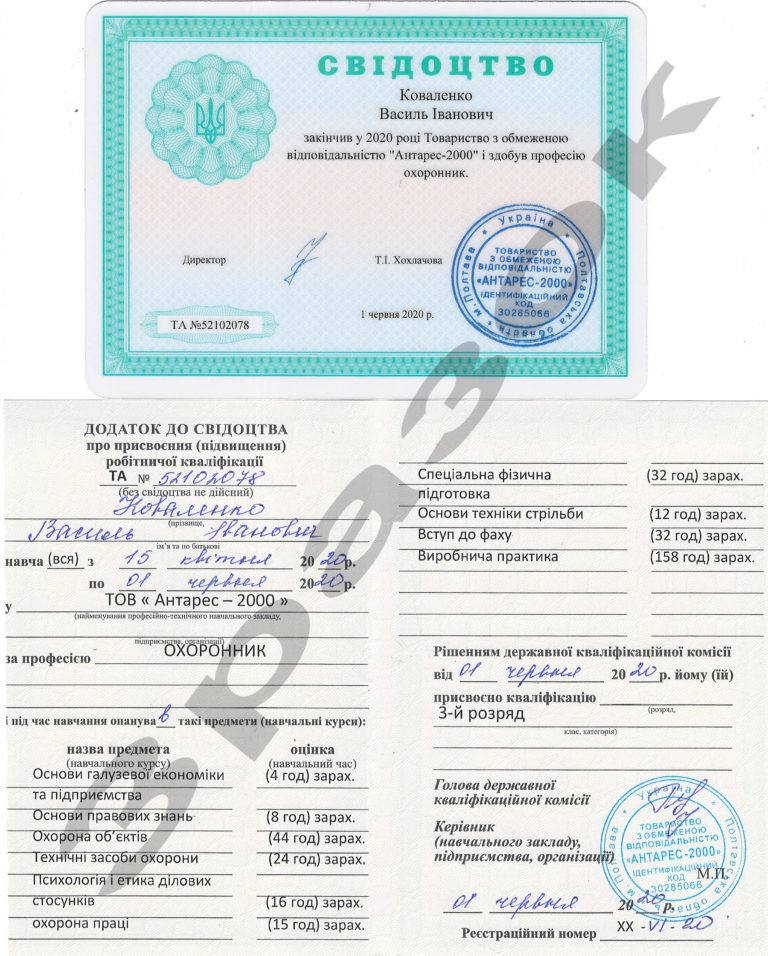 СВІДОЦТВО
Коваленко
Василь Іванович
закінчив у 2020 році Товариство з обмеженою
відповідальністю "Антарес-2000" і здобув професію
охоронник.
Директор
Т.І. Хохлачова
1 червня 2020 р.
ТА №52102078
* Україна * Полтавська область * м. Полтава
ТОВАРИСТВО
З ОБМЕЖЕНОЮ
ВІДПОВІДАЛЬНІСТЮ
«АНТАРЕС-2000»
ІДЕНТИФІКАЦІЙНИЙ
КОД
30285066
Зразок
ДОДАТОК ДО СВІДОЦТВА
про присвоєння (підвищення)
робітничої кваліфікації
ТА № 52102078
(без свідоцтва не дійсний)
Коваленко
(прізвище,
Василь Іванович
ім'я та по батькові
навча (вся) з 15 квітня 2020 р.
по 01 червня 2020 р.
у ТОВ « Антарес – 2000 »
(найменування професійно-технічного навчального закладу,
підприємства, організації)
за професією ОХОРОННИК
і під час навчання опанува в такі предмети (навчальні курси):
назва предмета оцінка
(навчального курсу) (навчальний час)
Основи галузевої економіки (4 год) зарах.
та підприємства
Основи правових знань (8 год) зарах.
Охорона об'єктів (44 год) зарах.
Технічні засоби охорони (24 год) зарах.
Психологія і етика ділових
стосунків (16 год) зарах.
охорона праці (15 год) зарах.
Спеціальна фізична (32 год) зарах.
підготовка
Основи техніки стрільби (12 год) зарах.
Вступ до фаху (32 год) зарах.
Виробнича практика (158 год) зарах.
Рішенням державної кваліфікаційної комісії
від 01 червня 2020 р. йому (їй)
присвоєно кваліфікацію
(розряд,
3-й розряд
клас, категорія)
Голова державної
кваліфікаційної комісії
Керівник
(навчального закладу,
підприємства, організації)
М.П.
* Україна * Полтавська область * м. Полтава
ТОВАРИСТВО
З ОБМЕЖЕНОЮ
ВІДПОВІДАЛЬНІСТЮ
«АНТАРЕС-2000»
ІДЕНТИФІКАЦІЙНИЙ
КОД
30285066
01 червня 2020 р.
Реєстраційний номер XX -VI- 20